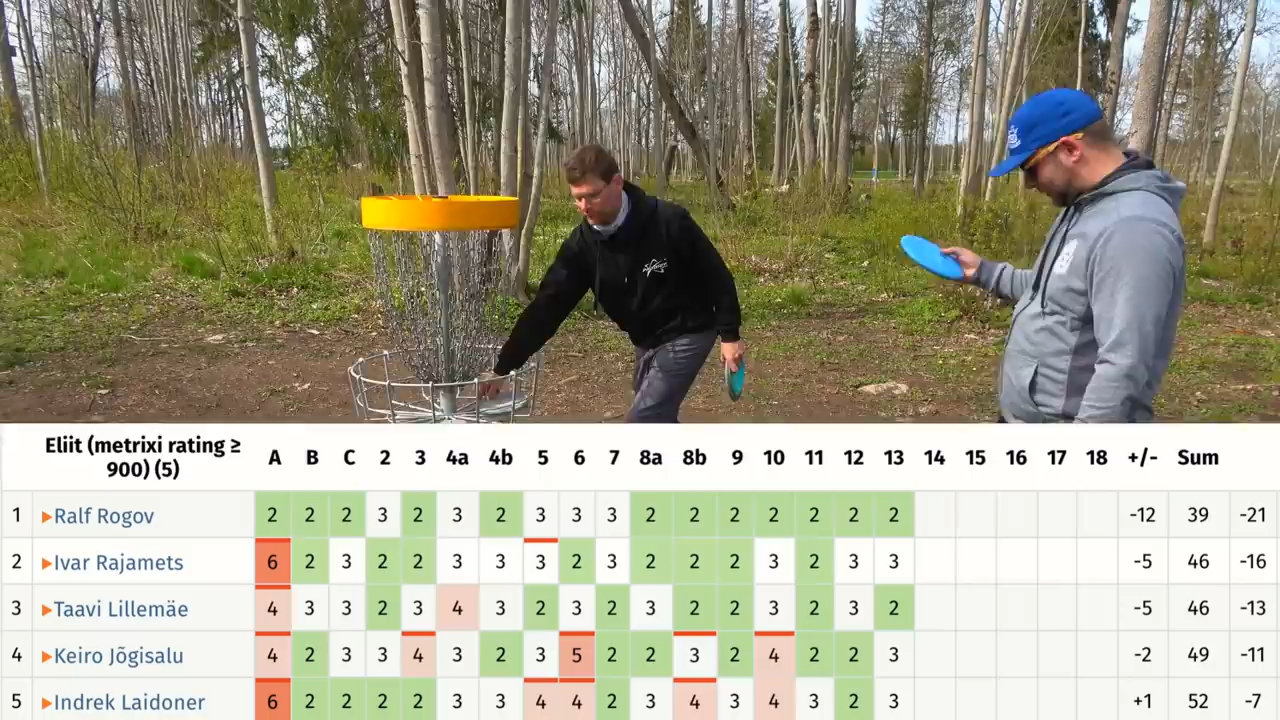 Eliit (metrixi rating ≥ 900) (5) A B C 2 3 4a 4b 5 6 7 8a 8b 9 10 11 12 13 14 15 16 17 18 +/- Sum
1 Ralf Rogov 2 2 2 3 2 3 2 3 3 3 2 2 2 2 2 2 2 -12 39 -21
2 Ivar Rajamets 6 2 3 2 2 3 3 3 2 3 2 2 2 3 2 3 3 -5 46 -16
3 Taavi Lillemäe 4 3 3 2 3 4 3 2 3 2 3 2 2 3 2 3 2 -5 46 -13
4 Keiro Jõgisalu 4 2 3 3 4 3 2 3 5 2 2 3 2 4 2 2 3 -2 49 -11
5 Indrek Laidoner 6 2 2 2 2 3 3 4 4 2 3 4 3 4 3 2 3 +1 52 -7